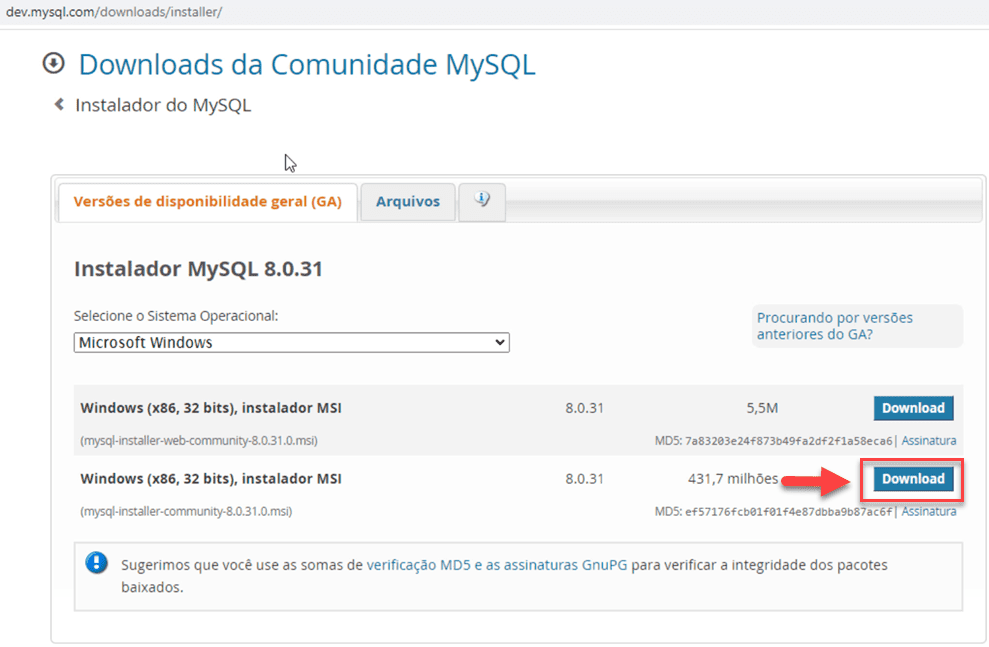 dev.mysql.com/downloads/installer/
Downloads da Comunidade MySQL
Instalador do MySQL
Versões de disponibilidade geral (GA)
Arquivos
Instalador MySQL 8.0.31
Selecione o Sistema Operacional:
Microsoft Windows
Procurando por versões
anteriores do GA?
Windows (x86, 32 bits), instalador MSI 8.0.31 5,5M Download
(mysql-installer-web-community-8.0.31.0.msi) MD5: 7a83203e24f873b49fa2df2f1a58eca6 | Assinatura
Windows (x86, 32 bits), instalador MSI 8.0.31 431,7 milhões Download
(mysql-installer-community-8.0.31.0.msi) MD5: ef57176fcb01f01f4e87dbba9b87ac6f | Assinatura
Sugerimos que você use as somas de verificação MD5 e as assinaturas GnuPG para verificar a integridade dos pacotes
baixados.